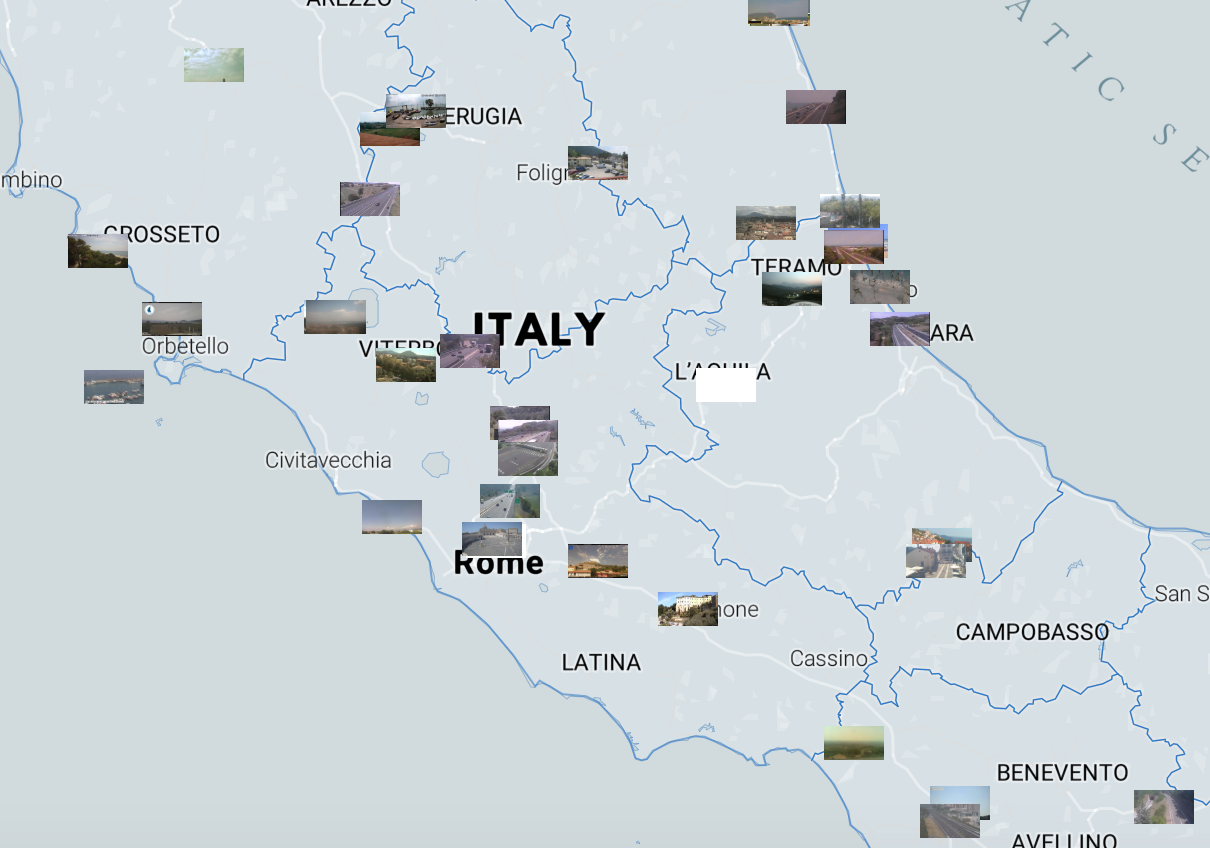 AREZZO
ATIC SE
ERUGIA
Folig
mbino
GROSSETO
TERAMO
o
ITALY
ARA
Orbetello
VITERBO
L'AQUILA
Civitavecchia
Rome
San S
none
CAMPOBASSO
Cassino
LATINA
BENEVENTO
AVELLINO